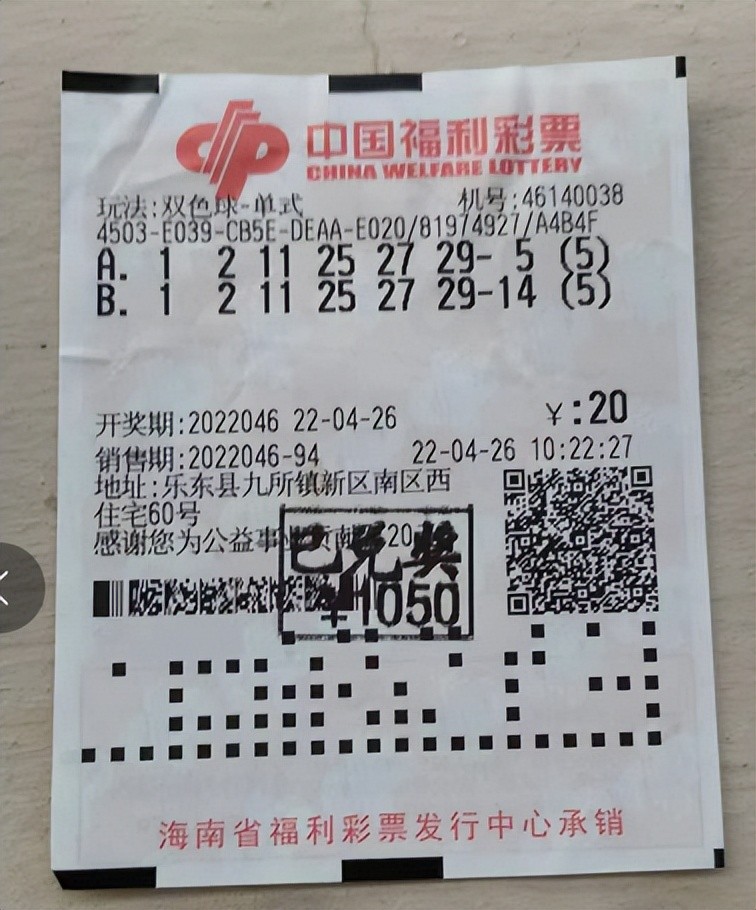 中国福利彩票
CHINA WELFARE LOTTERY
玩法:双色球-单式 机号:46140038
4503-E039-CB5E-DEAA-E020/81974927/A4B4F
A. 1 2 11 25 27 29- 5 (5)
B. 1 2 11 25 27 29-14 (5)
开奖期:2022046 22-04-26 ¥:20
销售期:2022046-94 22-04-26 10:22:27
地址:乐东县九所镇新区南区西
住宅60号
感谢您为公益事业贡献 20
已兑奖
1050
海南省福利彩票发行中心承销